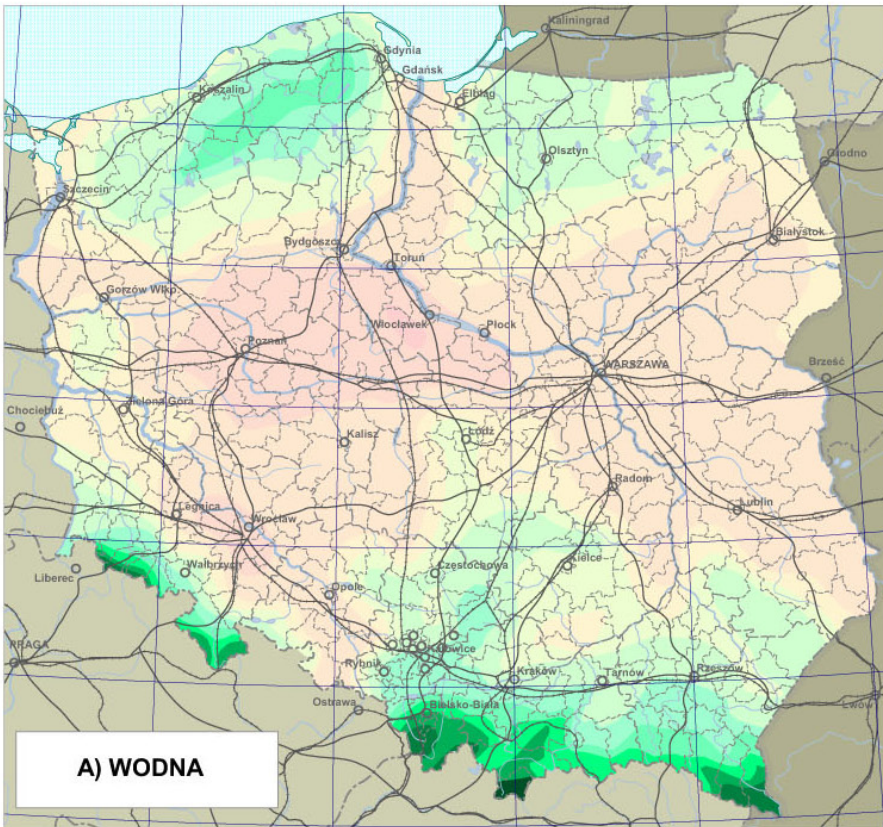 Kaliningrad
Gdynia
Gdańsk
Koszalin
Elbląg
Olsztyn
Grodno
Szczecin
Białystok
Bydgoszcz
Toruń
Gorzów Wlkp.
Włocławek
Płock
Poznań
WARSZAWA
Brześć
Chociebuż
Zielona Góra
Kalisz
Łódź
Radom
Legnica
Lublin
Wrocław
Kielce
Liberec
Wałbrzych
Częstochowa
Opole
PRAGA
Katowice
Rybnik
Kraków
Tarnów
Rzeszów
Ostrawa
Bielsko-Biała
Lwów
A) WODNA